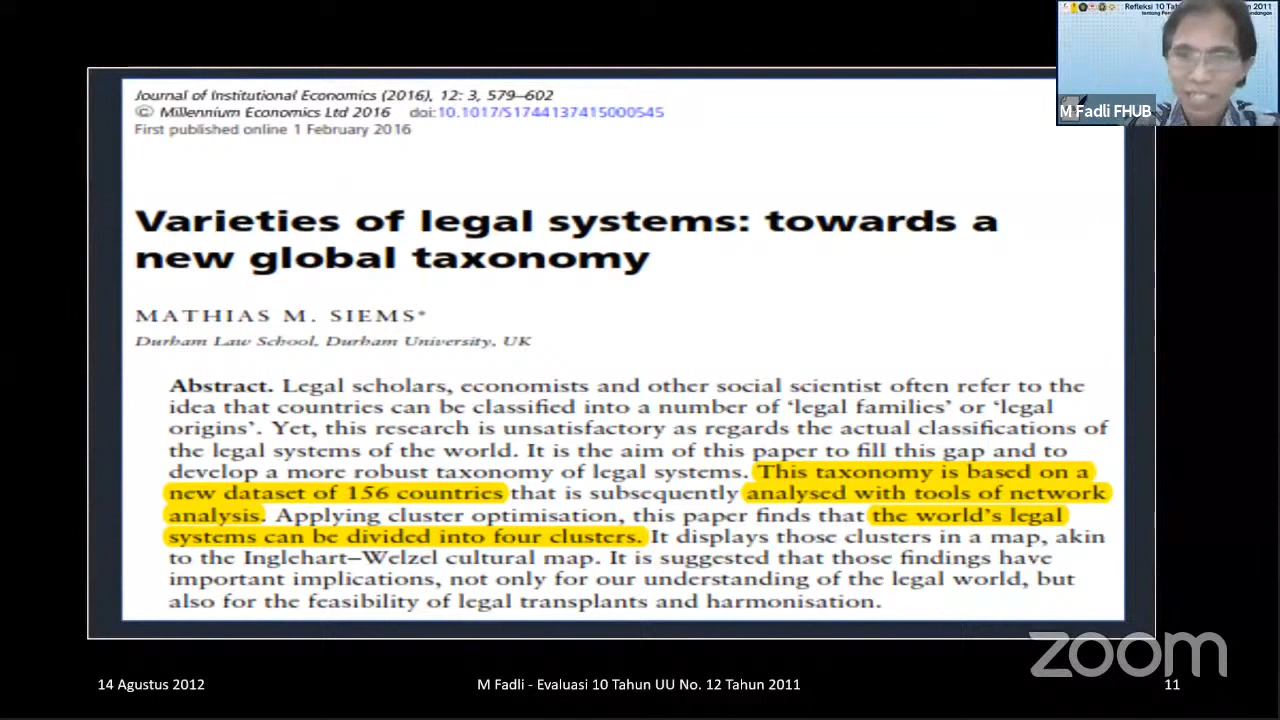 Journal of Institutional Economics (2016), 12: 3, 579–602
© Millennium Economics Ltd 2016 doi:10.1017/S1744137415000545
First published online 1 February 2016
Varieties of legal systems: towards a
new global taxonomy
MATHIAS M. SIEMS*
Durham Law School, Durham University, UK
Abstract. Legal scholars, economists and other social scientist often refer to the
idea that countries can be classified into a number of ‘legal families’ or ‘legal
origins’. Yet, this research is unsatisfactory as regards the actual classifications of
the legal systems of the world. It is the aim of this paper to fill this gap and to
develop a more robust taxonomy of legal systems. This taxonomy is based on a
new dataset of 156 countries that is subsequently analysed with tools of network
analysis. Applying cluster optimisation, this paper finds that the world’s legal
systems can be divided into four clusters. It displays those clusters in a map, akin
to the Inglehart–Welzel cultural map. It is suggested that those findings have
important implications, not only for our understanding of the legal world, but
also for the feasibility of legal transplants and harmonisation.
Refleksi 10
2011
M Fadli FHUB
zoom
14 Agustus 2012
M Fadli - Evaluasi 10 Tahun UU No. 12 Tahun 2011
11